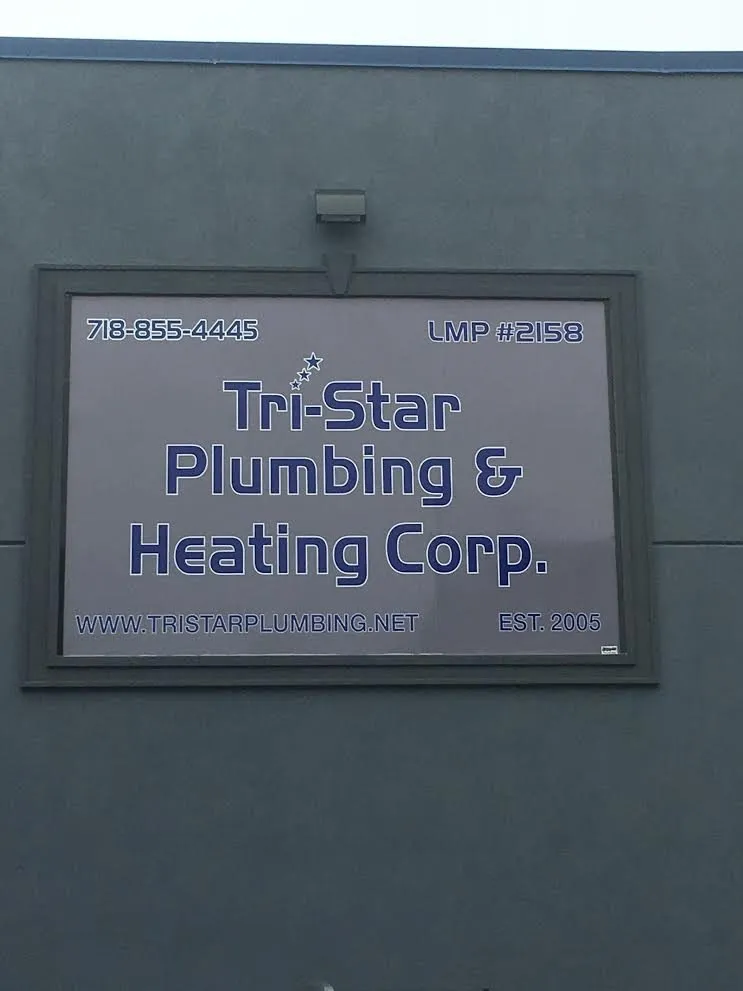 718-855-4445 LMP #2158
Tri-Star
Plumbing &
Heating Corp.
WWW.TRISTARPLUMBING.NET EST. 2005